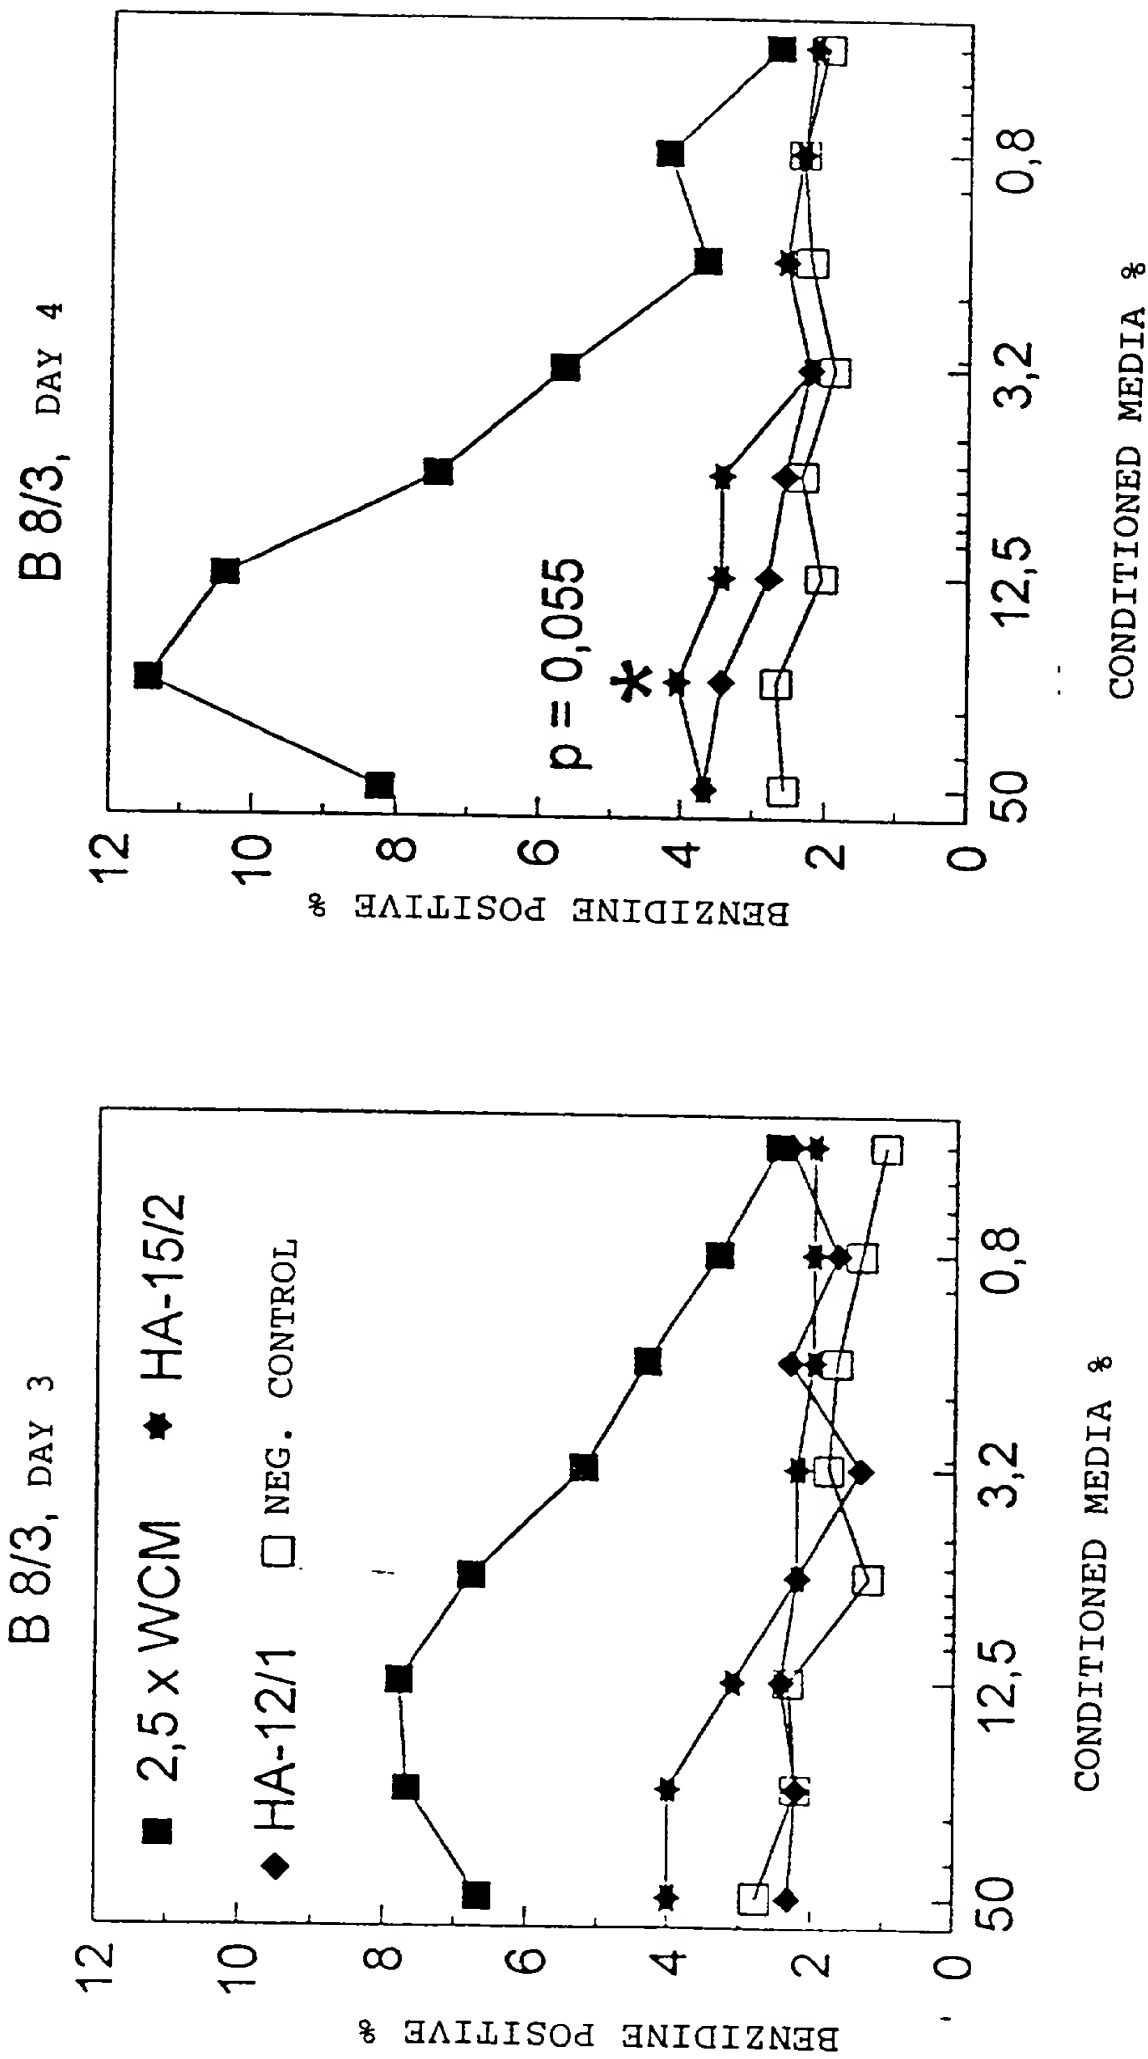 B 8/3, DAY 3
■ 2,5 x WCM ★ HA-15/2
◆ HA-12/1 □ NEG. CONTROL
BENZIDINE POSITIVE %
12
10
8
6
4
2
0
50 12,5 3,2 0,8
CONDITIONED MEDIA %
B 8/3, DAY 4
p = 0,055
*
BENZIDINE POSITIVE %
12
10
8
6
4
2
0
50 12,5 3,2 0,8
CONDITIONED MEDIA %